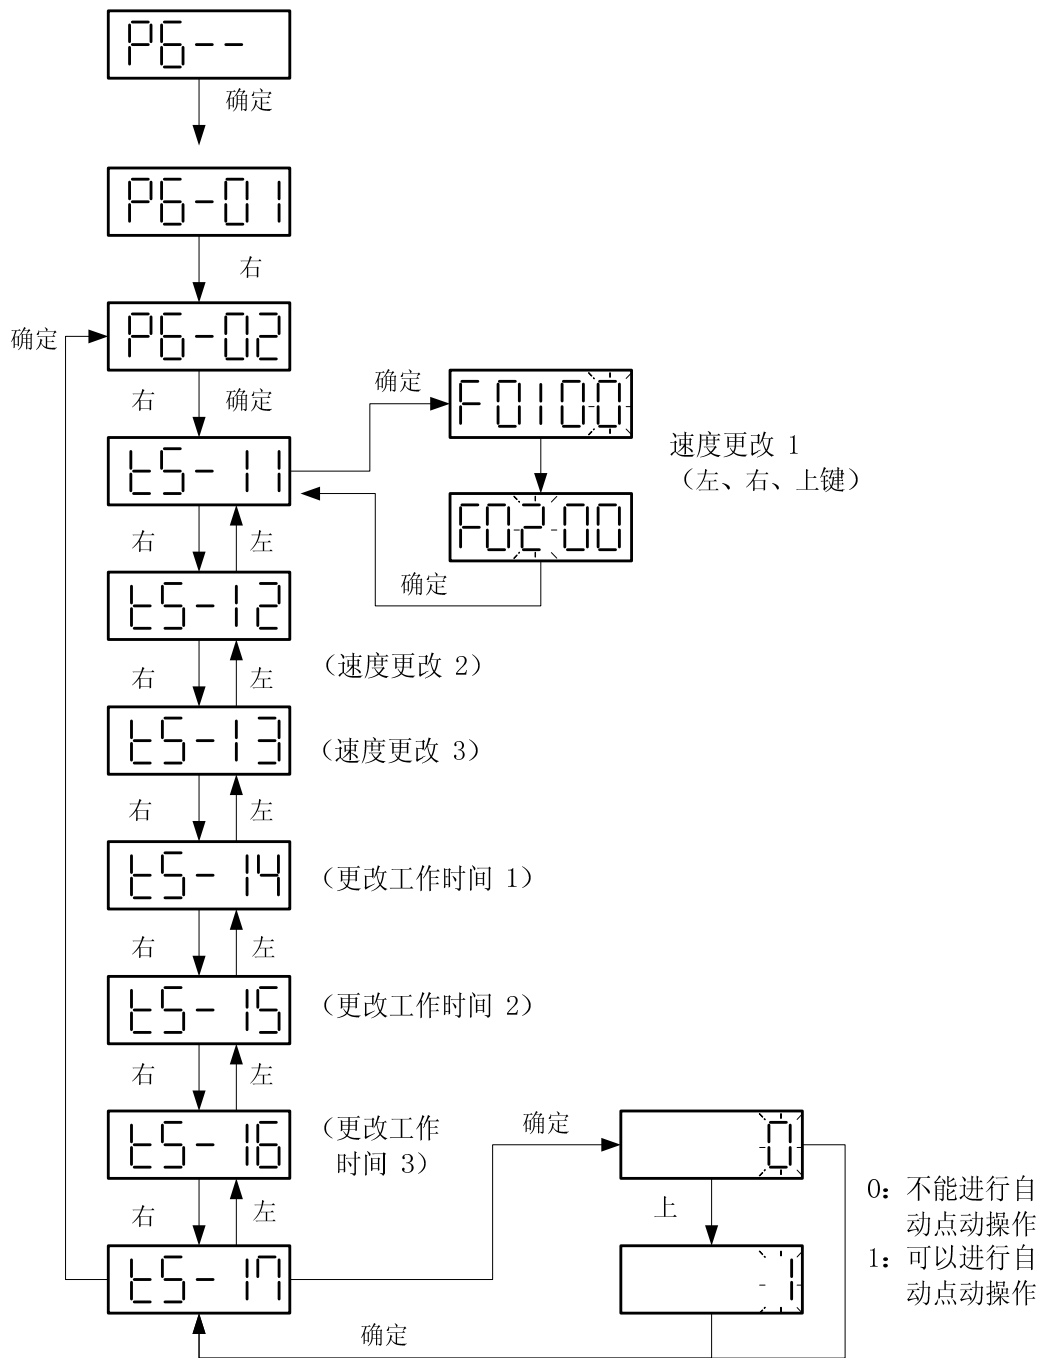 P6--
确定
P6-01
右
确定
P6-02
右
确定
确定
F0100
速度更改 1
（左、右、上键）
tS-11
F0200
右
左
确定
tS-12
右
左
（速度更改 2）
tS-13
（速度更改 3）
右
左
tS-14
（更改工作时间 1）
右
左
tS-15
（更改工作时间 2）
右
左
tS-16
（更改工作
时间 3）
确定
0
右
左
上
0：不能进行自
动点动操作
1：可以进行自
动点动操作
tS-17
1
确定